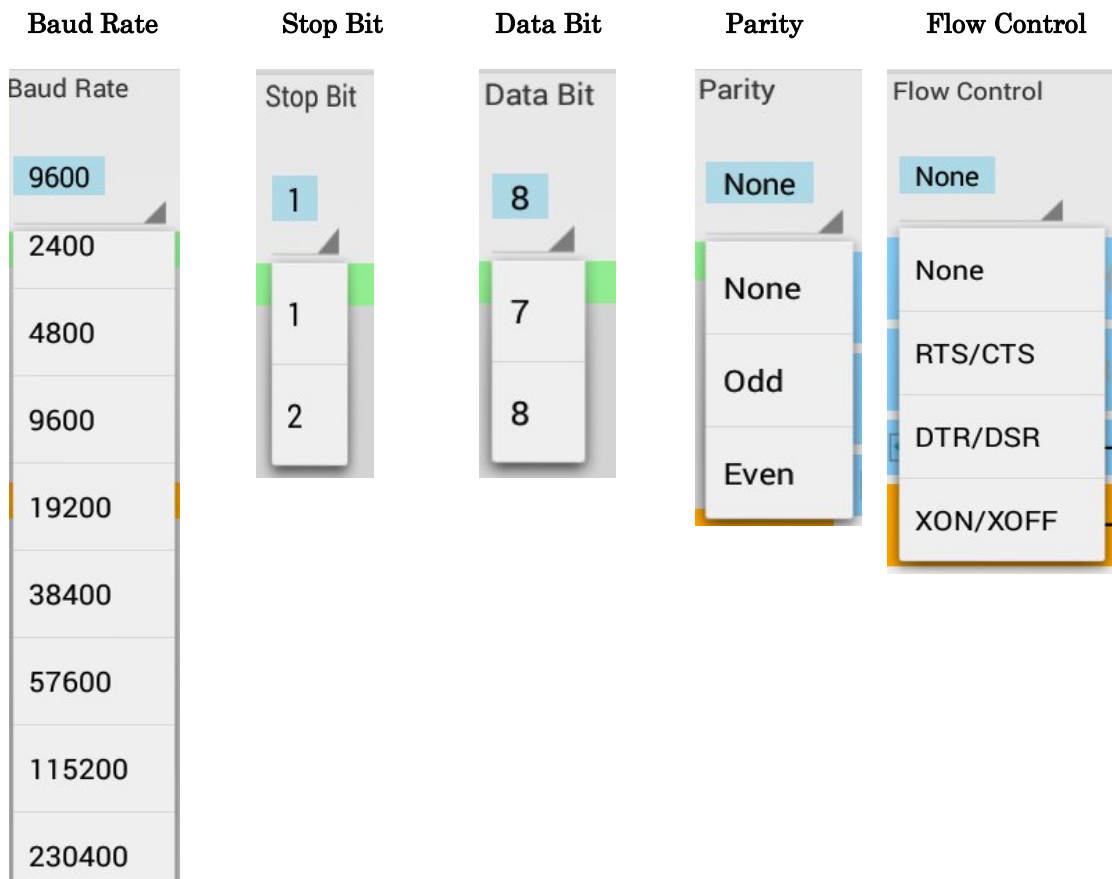 Baud Rate
Stop Bit
Data Bit
Parity
Flow Control
Baud Rate
9600
2400
4800
9600
19200
38400
57600
115200
230400
Stop Bit
1
1
2
Data Bit
8
7
8
Parity
None
None
Odd
Even
Flow Control
None
None
RTS/CTS
DTR/DSR
XON/XOFF